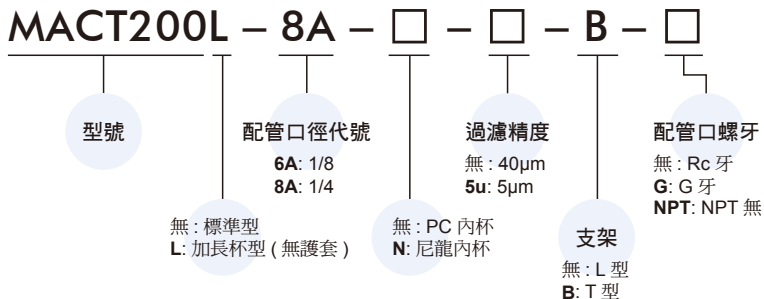 MACT200L – 8A – □ – □ – B – □
型號
配管口徑代號
6A: 1/8
8A: 1/4
過濾精度
無 : 40μm
5u: 5μm
配管口螺牙
無 : Rc 牙
G: G 牙
NPT: NPT 無
無 : 標準型
L: 加長杯型 ( 無護套 )
無 : PC 內杯
N: 尼龍內杯
支架
無 : L 型
B: T 型